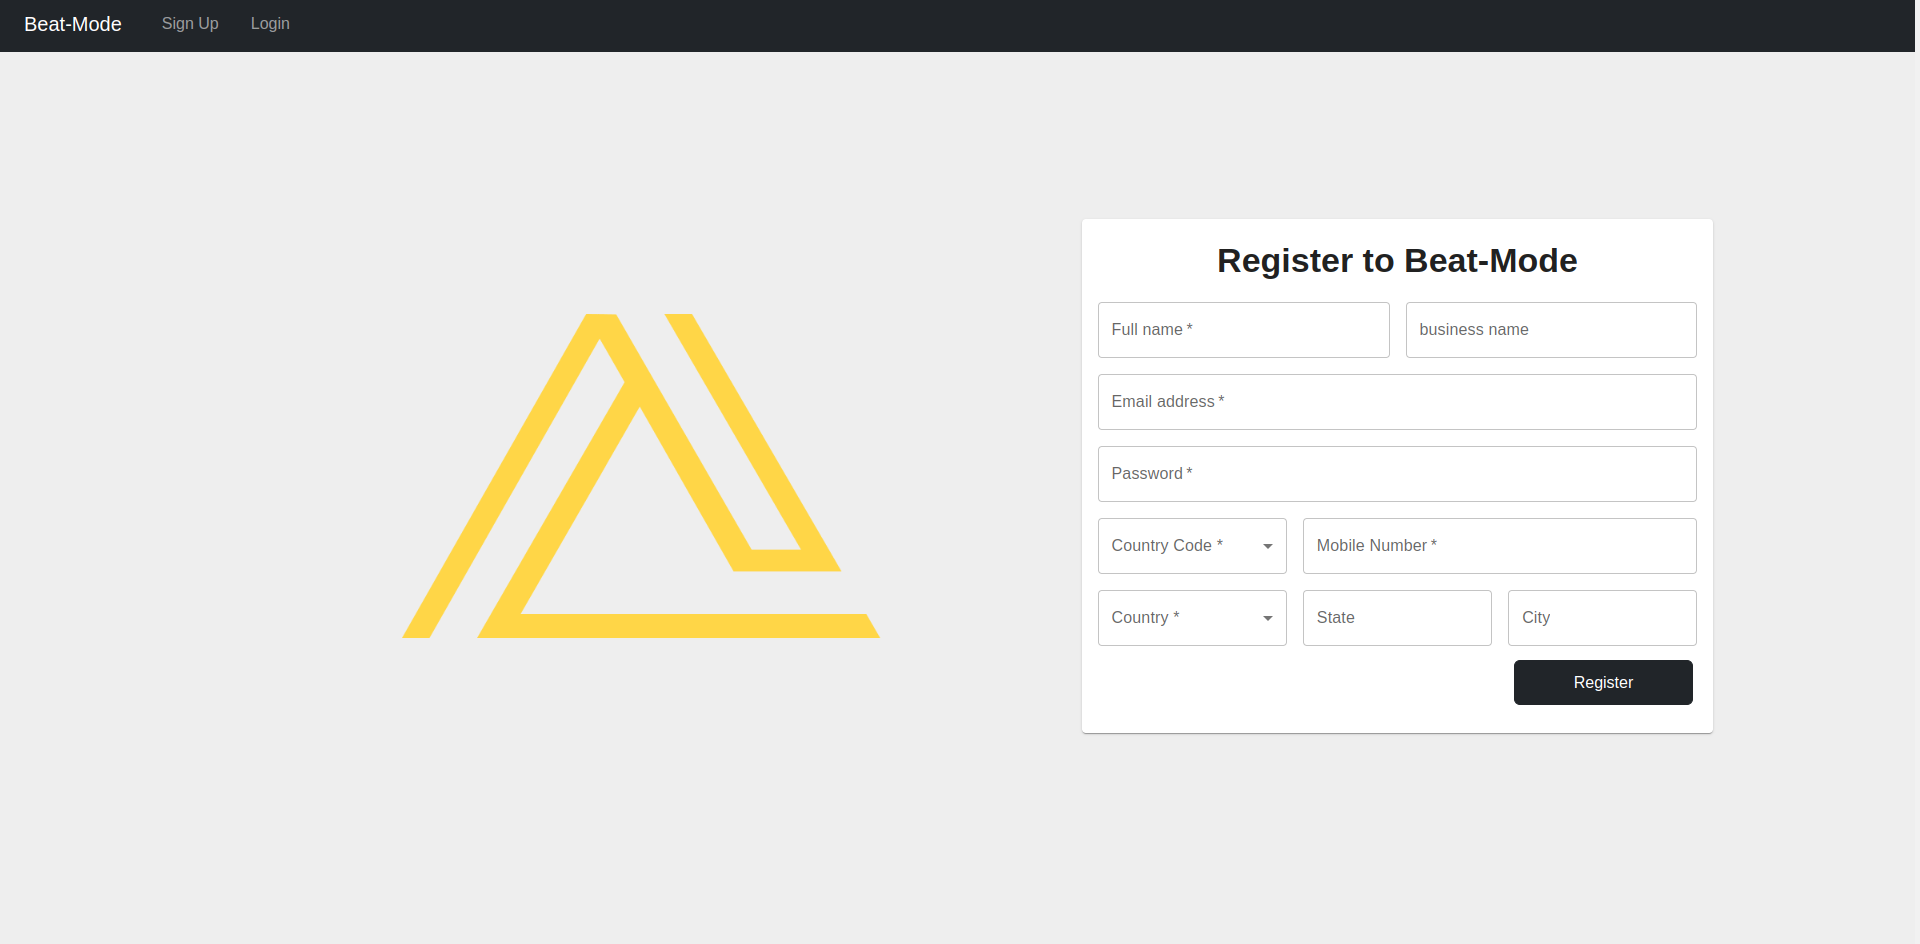 Beat-Mode Sign Up Login
Register to Beat-Mode
Full name * business name
Email address *
Password *
Country Code * Mobile Number *
Country * State City
Register